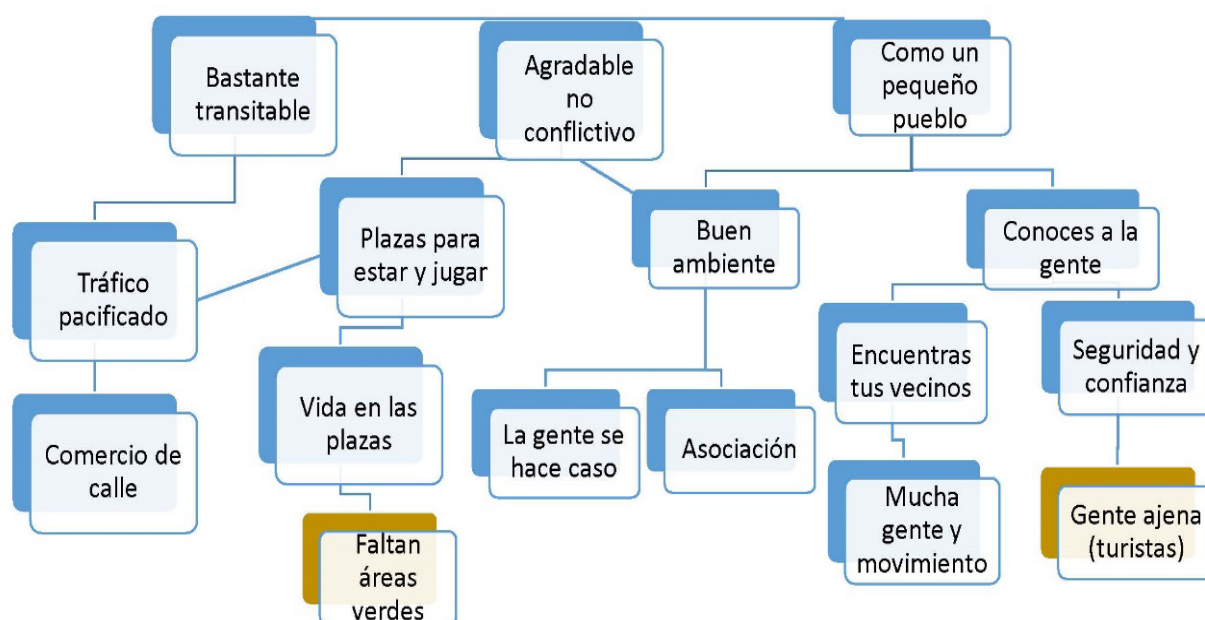 Bastante
transitable
Agradable
no
conflictivo
Como un
pequeño
pueblo
Tráfico
pacificado
Plazas para
estar y jugar
Buen
ambiente
Conoces a la
gente
Comercio de
calle
Vida en las
plazas
La gente se
hace caso
Asociación
Encuentras
tus vecinos
Seguridad y
confianza
Faltan
áreas
verdes
Mucha
gente y
movimiento
Gente ajena
(turistas)